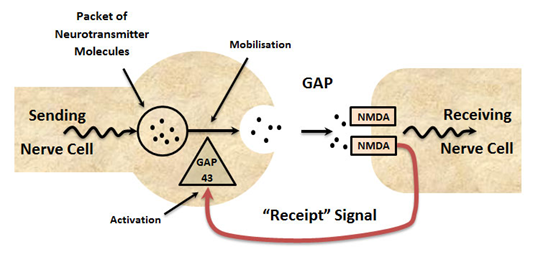 Packet of
Neurotransmitter
Molecules
Mobilisation
GAP
Sending
Nerve Cell
GAP
43
NMDA
NMDA
Receiving
Nerve Cell
Activation
“Receipt” Signal